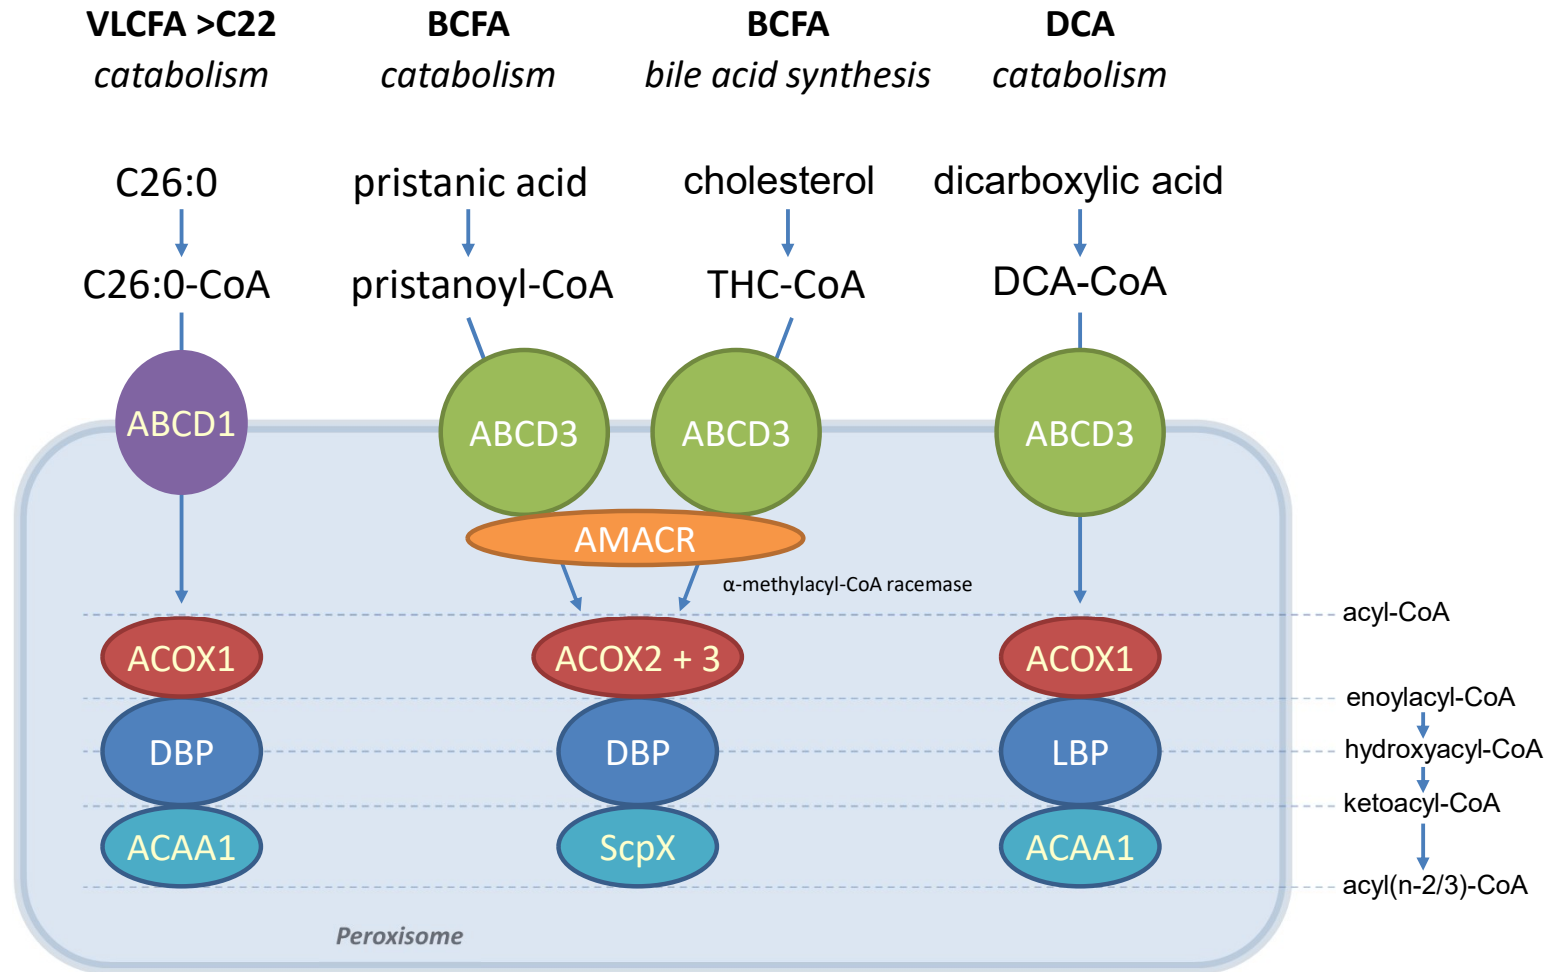 VLCFA >C22
catabolism
BCFA
catabolism
BCFA
bile acid synthesis
DCA
catabolism
C26:0
pristanic acid
cholesterol
dicarboxylic acid
C26:0-CoA
pristanoyl-CoA
THC-CoA
DCA-CoA
ABCD1
ABCD3
ABCD3
ABCD3
AMACR
α-methylacyl-CoA racemase
acyl-CoA
ACOX1
ACOX2 + 3
ACOX1
enoylacyl-CoA
DBP
DBP
LBP
hydroxyacyl-CoA
ketoacyl-CoA
ACAA1
ScpX
ACAA1
acyl(n-2/3)-CoA
Peroxisome